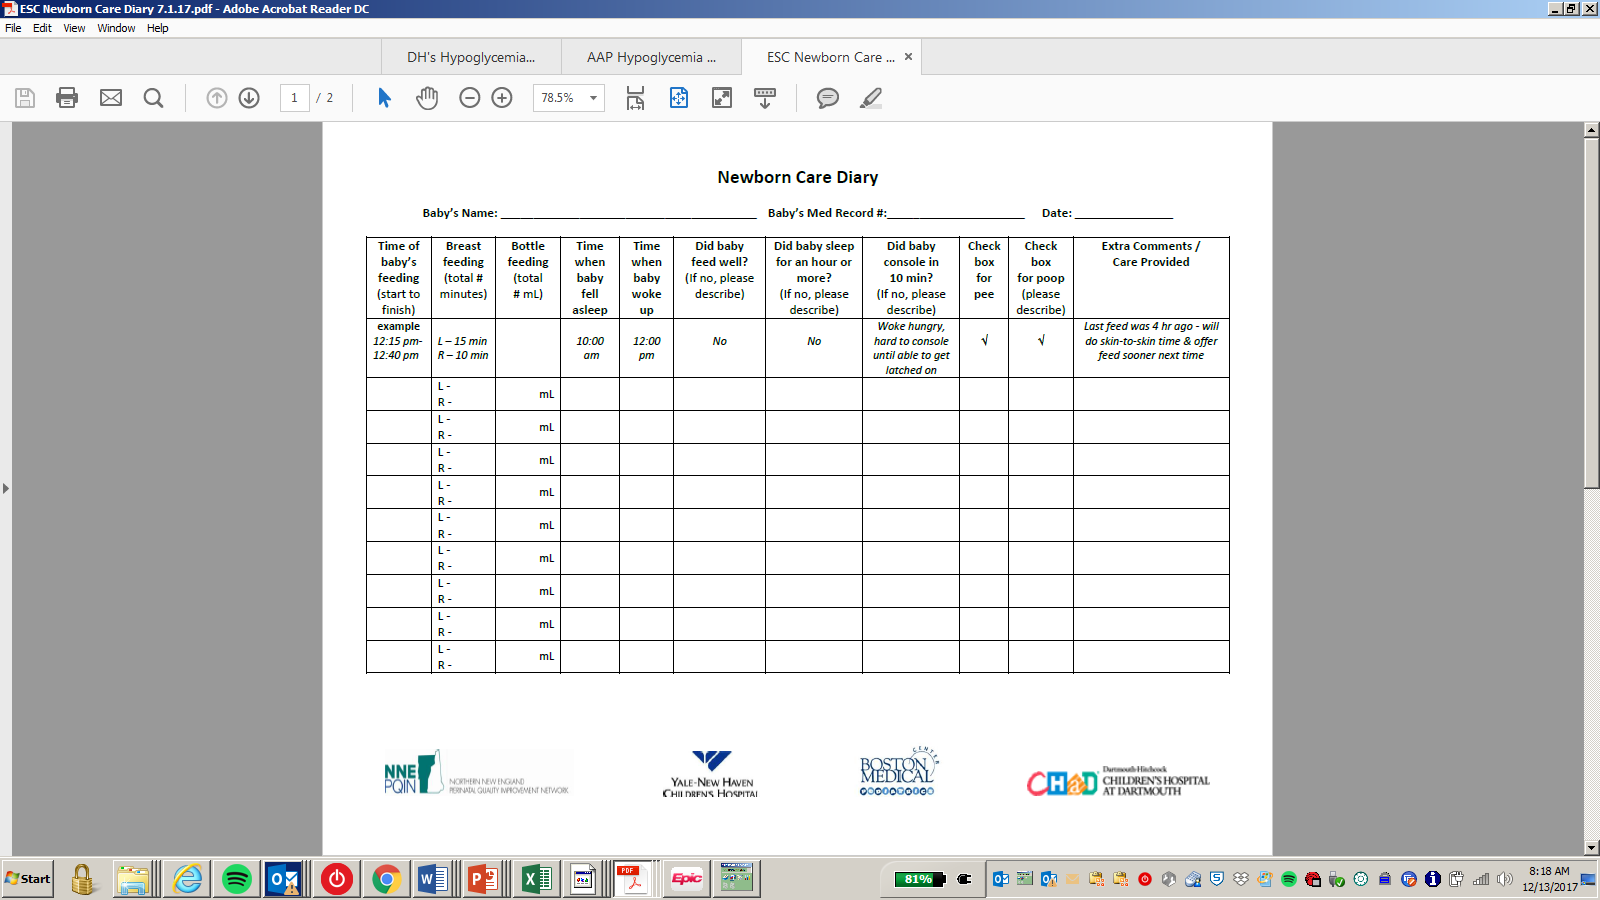 ESC Newborn Care Diary 7.1.17.pdf - Adobe Acrobat Reader DC
File Edit View Window Help
DH's Hypoglycemia... AAP Hypoglycemia ... ESC Newborn Care ... ×
1 / 2 78.5%
Newborn Care Diary
Baby's Name: Baby's Med Record #: Date:
Time of baby's feeding (start to finish)
Breast feeding (total # minutes)
Bottle feeding (total # mL)
Time when baby fell asleep
Time when baby woke up
Did baby feed well? (If no, please describe)
Did baby sleep for an hour or more? (If no, please describe)
Did baby console in 10 min? (If no, please describe)
Check box for pee
Check box for poop (please describe)
Extra Comments / Care Provided
example
12:15 pm-
12:40 pm
L – 15 min
R – 10 min
10:00
am
12:00
pm
No
No
Woke hungry,
hard to console
until able to get
latched on
√
√
Last feed was 4 hr ago - will
do skin-to-skin time & offer
feed sooner next time
L -
R -
mL
L -
R -
mL
L -
R -
mL
L -
R -
mL
L -
R -
mL
L -
R -
mL
L -
R -
mL
L -
R -
mL
L -
R -
mL
NNE
PQIN
NORTHERN NEW ENGLAND
PERINATAL QUALITY IMPROVEMENT NETWORK
YALE-NEW HAVEN
CHILDREN'S HOSPITAL
BOSTON
MEDICAL
CENTER
CHaD
Dartmouth-Hitchcock
CHILDREN'S HOSPITAL
AT DARTMOUTH
Start
PDF
Epic
81%
8:18 AM
12/13/2017